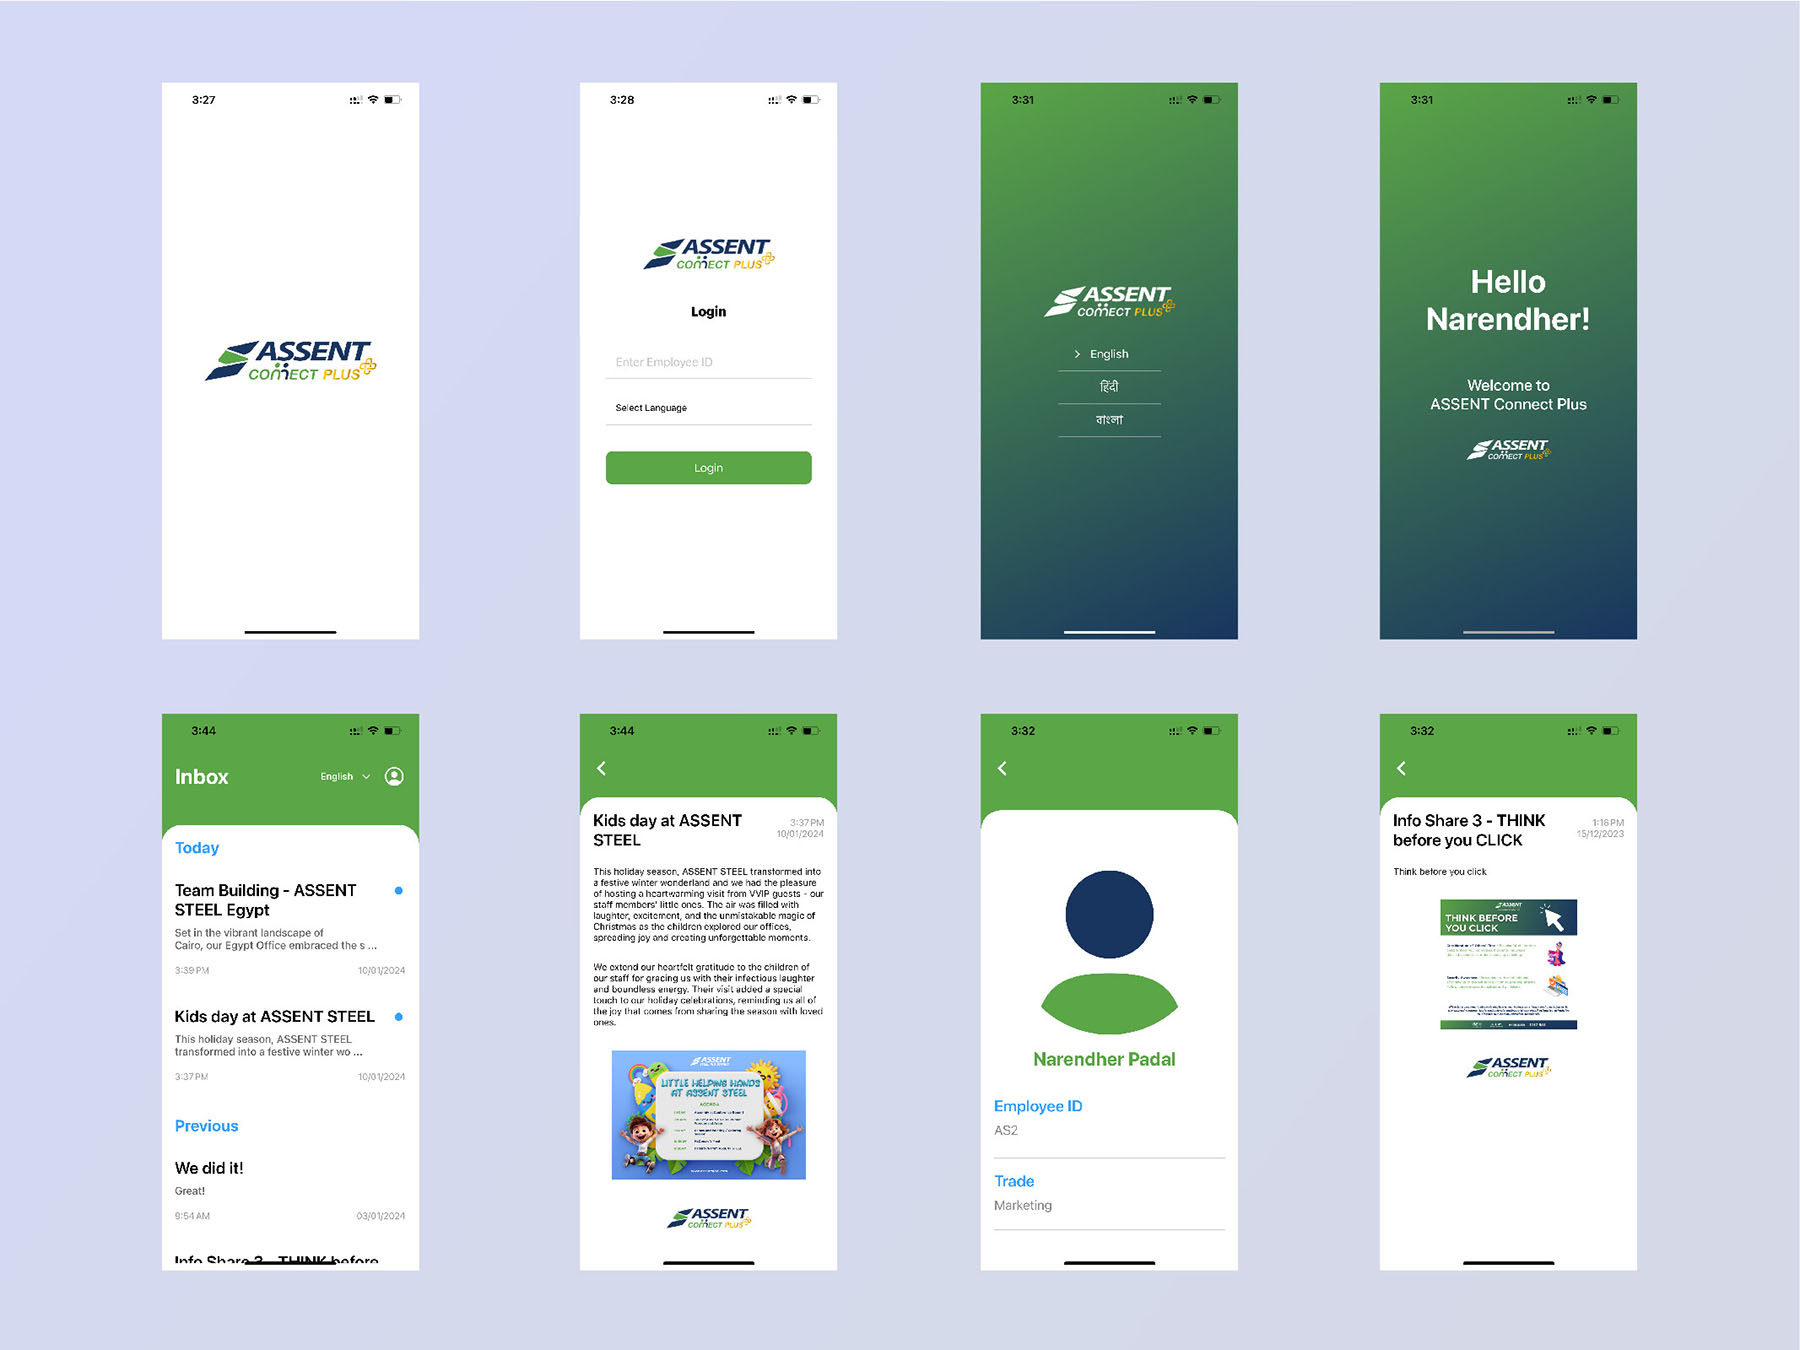 3:27
ASSENT
CONNECT PLUS
3:28
ASSENT
CONNECT PLUS
Login
Enter Employee ID
Select Language
Login
3:31
ASSENT
CONNECT PLUS
English
हिंदी
বাংলা
3:31
Hello
Narendher!
Welcome to
ASSENT Connect Plus
ASSENT
CONNECT PLUS
3:44
Inbox
English
Today
Team Building - ASSENT
STEEL Egypt
Set in the vibrant landscape of
Cairo, our Egypt Office embraced the s ...
3:39 PM
10/01/2024
Kids day at ASSENT STEEL
This holiday season, ASSENT STEEL
transformed into a festive winter wo ...
3:37 PM
10/01/2024
Previous
We did it!
Great!
9:54 AM
03/01/2024
Info Share 3 - THINK before
3:44
Kids day at ASSENT
STEEL
3:37 PM
10/01/2024
This holiday season, ASSENT STEEL transformed into
a festive winter wonderland and we had the pleasure
of hosting a heartwarming visit from VVIP guests - our
staff members' little ones. The air was filled with
laughter, excitement, and the unmistakable magic of
Christmas as the children explored our offices,
spreading joy and creating unforgettable moments.
We extend our heartfelt gratitude to the children of
our staff for gracing us with their infectious laughter
and boundless energy. Their visit added a special
touch to our holiday celebrations, reminding us all of
the joy that comes from sharing the season with loved
ones.
ASSENT
LITTLE HELPING HANDS
AT ASSENT STEEL
AGENDA
ASSENT
CONNECT PLUS
3:32
Narendher Padal
Employee ID
AS2
Trade
Marketing
3:32
Info Share 3 - THINK
before you CLICK
1:16 PM
15/12/2023
Think before you click
ASSENT
THINK BEFORE
YOU CLICK
ASSENT
CONNECT PLUS